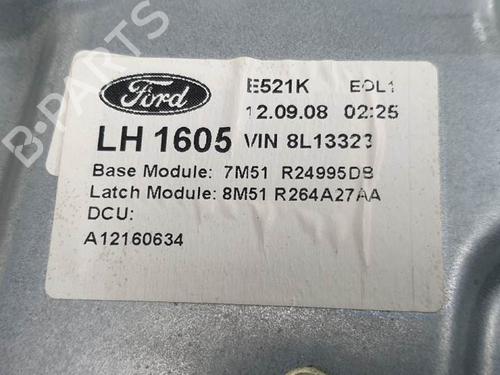 Ford
E521K EOL1
12.09.08 02:25
LH 1605 VIN 8L13323
Base Module: 7M51 R24995DB
Latch Module: 8M51 R264A27AA
DCU:
A12160634
B-PARTS